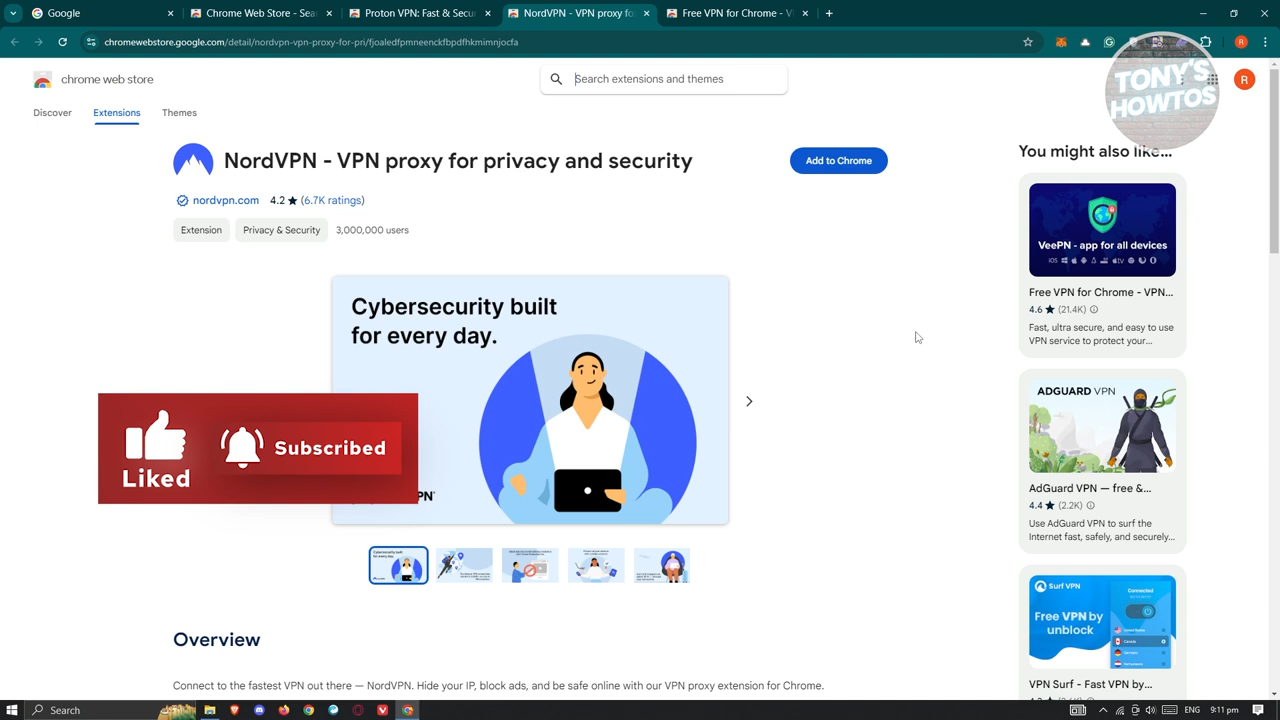 Google
Chrome Web Store - Sea
Proton VPN: Fast & Secu
NordVPN - VPN proxy fo
Free VPN for Chrome - V
chromewebstore.google.com/detail/nordvpn-vpn-proxy-for-pri/fjoaledfpmneenckfbpdfhkmimnjocfa
R
chrome web store
Search extensions and themes
R
TONY'S
HOWTOS
Discover
Extensions
Themes
NordVPN - VPN proxy for privacy and security
Add to Chrome
nordvpn.com 4.2 ★ (6.7K ratings)
Extension
Privacy & Security
3,000,000 users
Cybersecurity built
for every day.
Liked
Subscribed
VPN®
Overview
Connect to the fastest VPN out there — NordVPN. Hide your IP, block ads, and be safe online with our VPN proxy extension for Chrome.
You might also like...
VeePN - app for all devices
iOS
Free VPN for Chrome - VPN...
4.6 ★ (21.4K)
Fast, ultra secure, and easy to use
VPN service to protect your...
ADGUARD VPN
AdGuard VPN — free &...
4.4 ★ (2.2K)
Use AdGuard VPN to surf the
Internet fast, safely, and securely...
Surf VPN
Free VPN by
unblock
Connected
Canada
Germany
VPN Surf - Fast VPN by...
Search
ENG
9:11 pm